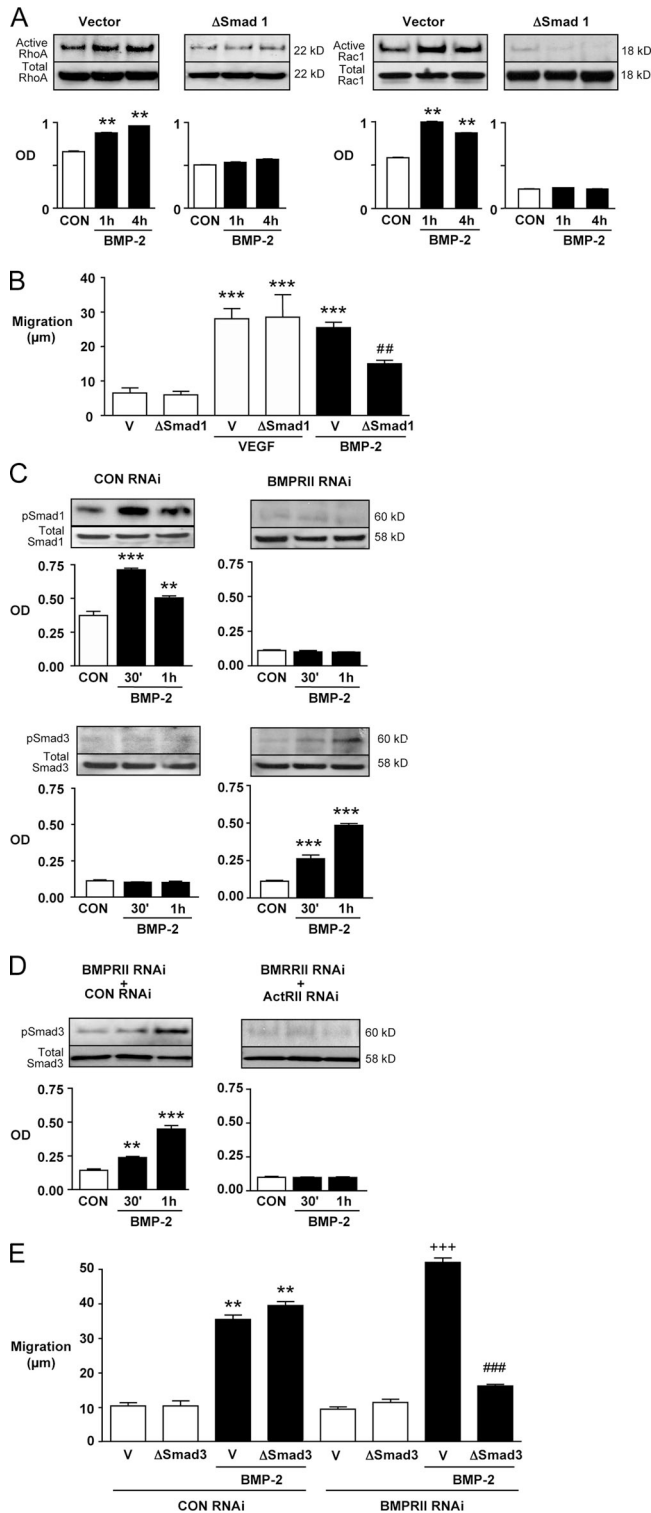 A
Vector
ΔSmad 1
Vector
ΔSmad 1
Active
RhoA
22 kD
Active
Rac1
18 kD
Total
RhoA
22 kD
Total
Rac1
18 kD
**
**
**
**
1
1
1
1
OD
OD
0
0
0
0
CON 1h 4h
CON 1h 4h
CON 1h 4h
CON 1h 4h
BMP-2
BMP-2
BMP-2
BMP-2
B
40
***
***
***
Migration
(µm)
30
20
##
10
0
V ΔSmad1 V ΔSmad1 V ΔSmad1
VEGF
BMP-2
C
CON RNAi
BMPRII RNAi
pSmad1
60 kD
Total
Smad1
58 kD
0.75
***
0.75
**
OD
0.50
0.50
0.25
0.25
0.00
0.00
CON 30' 1h
CON 30' 1h
BMP-2
BMP-2
pSmad3
60 kD
Total
Smad3
58 kD
0.75
0.75
***
OD
0.50
0.50
***
0.25
0.25
0.00
0.00
CON 30' 1h
CON 30' 1h
BMP-2
BMP-2
D
BMPRII RNAi
+
CON RNAi
BMRRII RNAi
+
ActRII RNAi
pSmad3
60 kD
Total
Smad3
58 kD
0.75
0.75
***
OD
0.50
0.50
**
0.25
0.25
0.00
0.00
CON 30' 1h
CON 30' 1h
BMP-2
BMP-2
E
+++
50
** **
40
Migration
(µm)
30
###
20
10
0
V ΔSmad3 V ΔSmad3 V ΔSmad3 V ΔSmad3
BMP-2
BMP-2
CON RNAi
BMPRII RNAi